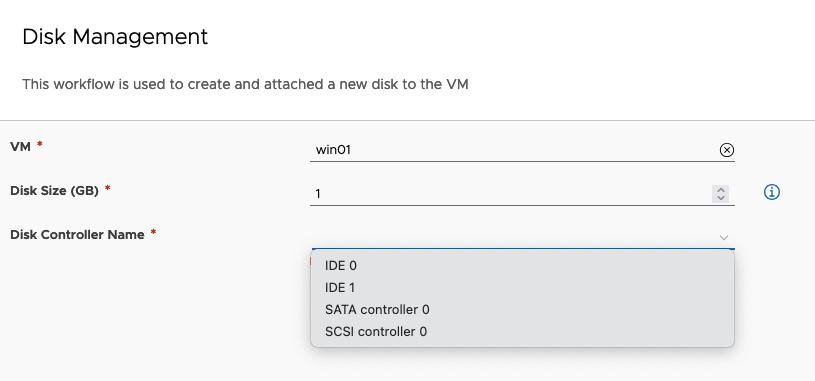 Disk Management
This workflow is used to create and attached a new disk to the VM
VM * win01
Disk Size (GB) * 1
Disk Controller Name *
IDE 0
IDE 1
SATA controller 0
SCSI controller 0